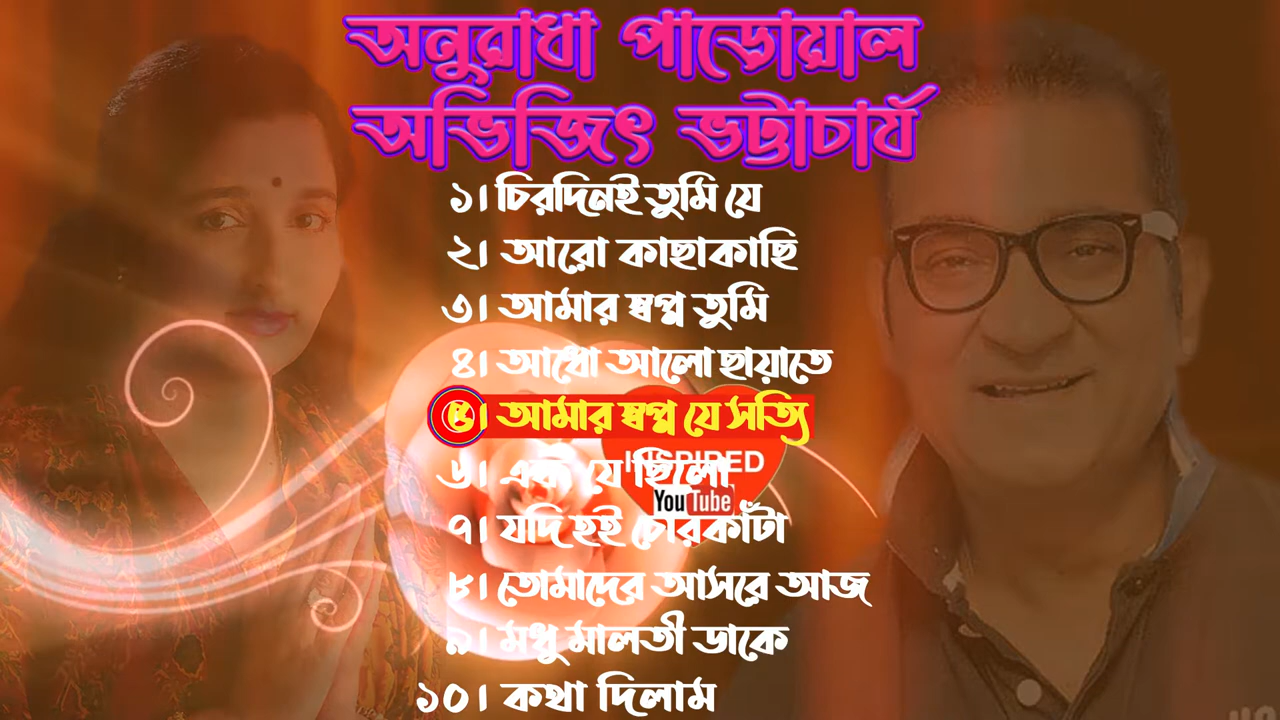 অনুরাধা পাড়োয়াল
অভিজিৎ ভট্টাচার্য
১। চিরদিনই তুমি যে
২। আরো কাছাকাছি
৩। আমার স্বপ্ন তুমি
৪। আধো আলো ছায়াতে
৫। আমার স্বপ্ন যে সত্যি
INSPIRED
৬। যে ছিলো
YouTube
৭। যদি হই চোরকাঁটা
৮। তোমাদের আসরে আজ
৯। মধু মালতী ডাকে
১০। কথা দিলাম